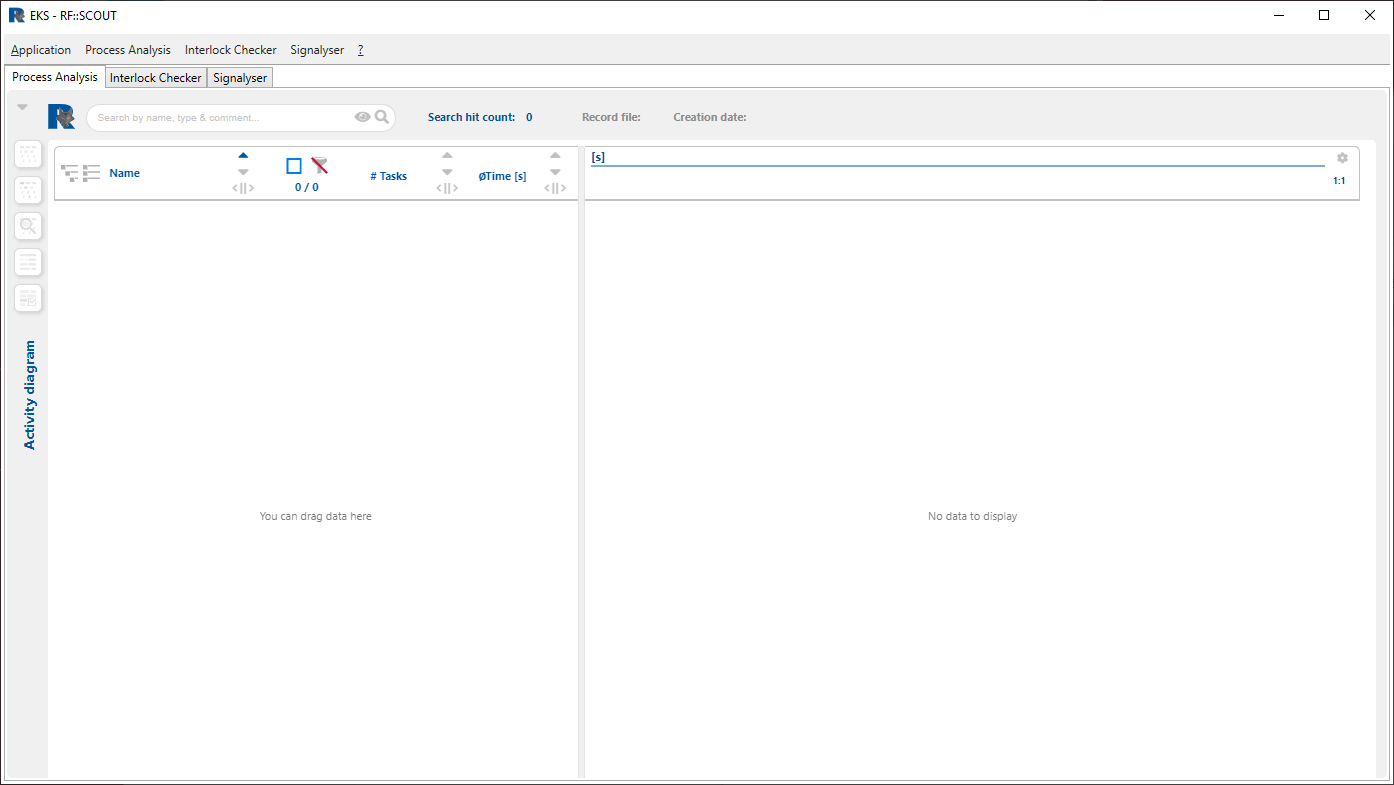 EKS - RF::SCOUT
Application Process Analysis Interlock Checker Signalyser ?
Process Analysis Interlock Checker Signalyser
Search by name, type & comment... Search hit count: 0 Record file: Creation date:
Name 0 / 0 # Tasks ØTime [s] [s]
1:1
Activity diagram
You can drag data here No data to display